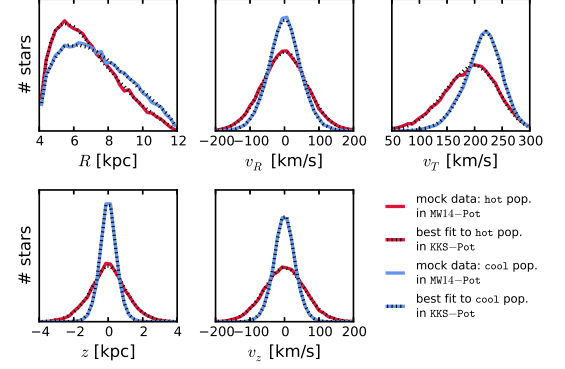 # stars
4 6 8 10 12
R [kpc]
−200−100 0 100 200
v_R [km/s]
50 100 150 200 250 300
v_T [km/s]
# stars
−4 −2 0 2 4
z [kpc]
−200−100 0 100 200
v_z [km/s]
mock data: hot pop.
in MW14−Pot
best fit to hot pop.
in KKS−Pot
mock data: cool pop.
in MW14−Pot
best fit to cool pop.
in KKS−Pot